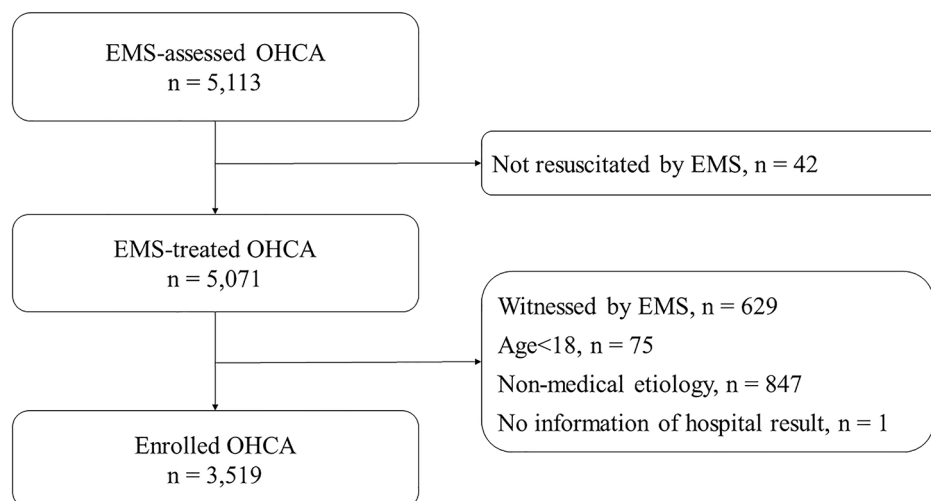 EMS-assessed OHCA
n = 5,113
Not resuscitated by EMS, n = 42
EMS-treated OHCA
n = 5,071
Witnessed by EMS, n = 629
Age<18, n = 75
Non-medical etiology, n = 847
No information of hospital result, n = 1
Enrolled OHCA
n = 3,519